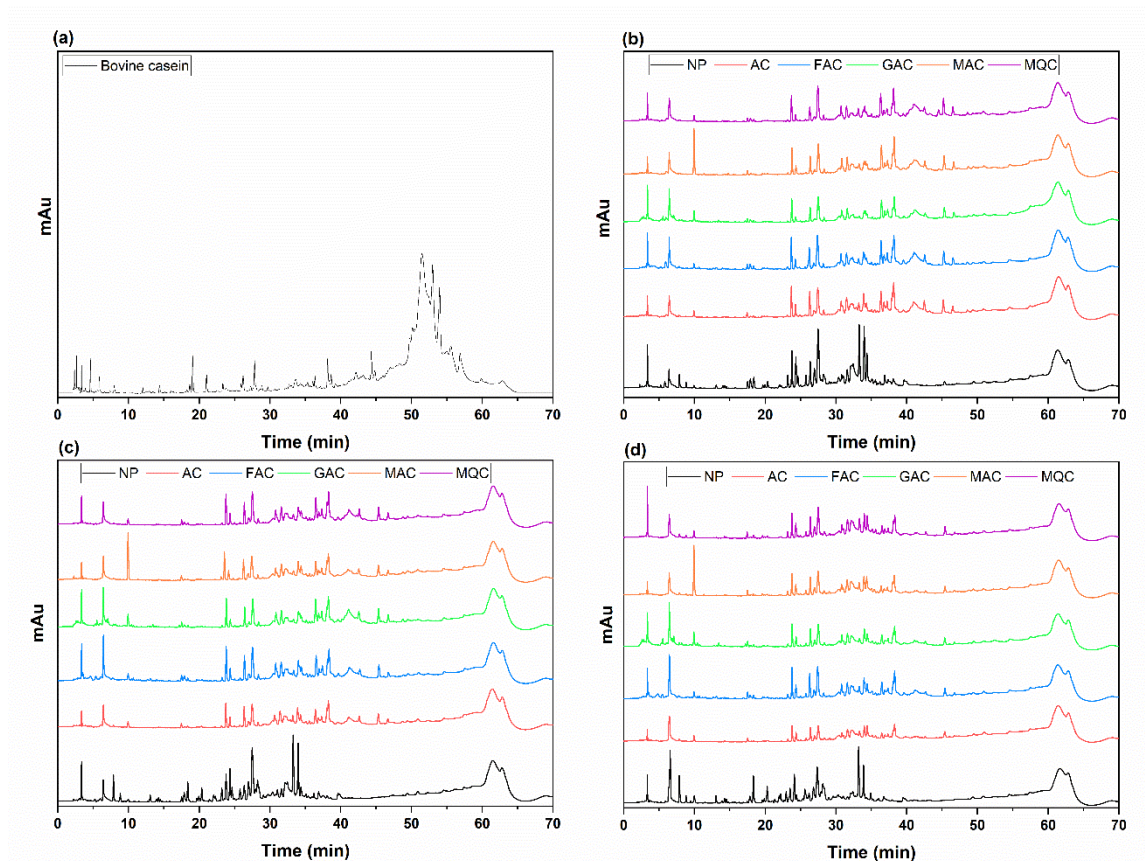 (a)
Bovine casein
mAu
0 10 20 30 40 50 60 70
Time (min)
(b)
NP AC FAC GAC MAC MQC
mAu
0 10 20 30 40 50 60 70
Time (min)
(c)
NP AC FAC GAC MAC MQC
mAu
0 10 20 30 40 50 60 70
Time (min)
(d)
NP AC FAC GAC MAC MQC
mAu
0 10 20 30 40 50 60 70
Time (min)